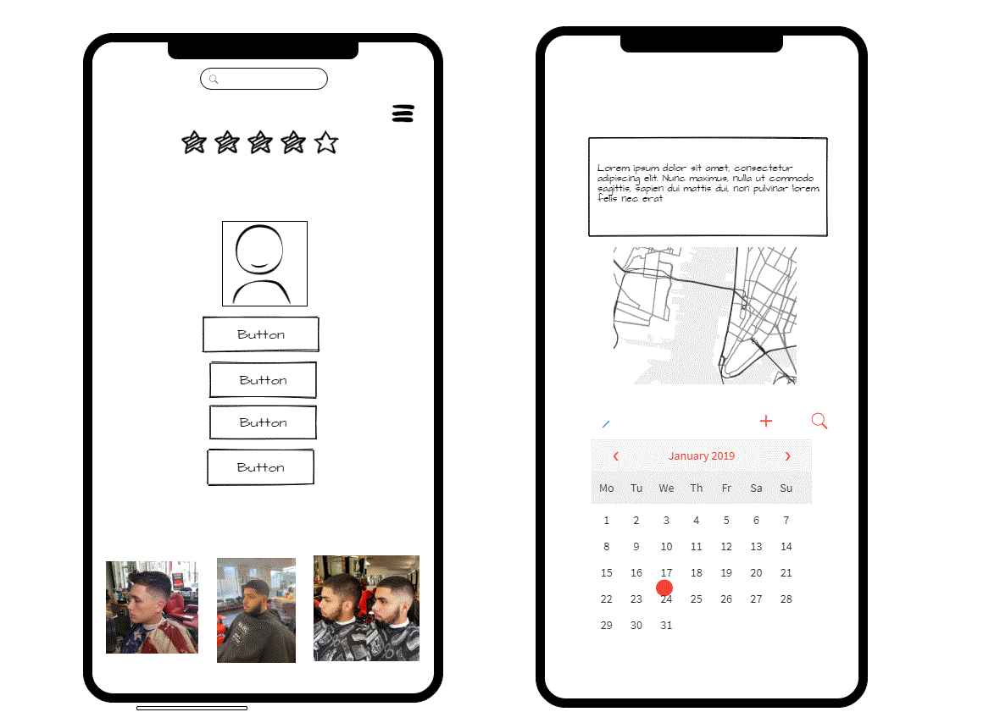 Button
Button
Button
Button
Lorem ipsum dolor sit amet, consectetur
adipiscing elit. Nunc maximus, nulla ut commodo
sagittis, sapien dui mattis dui, non pulvinar lorem
felis nec erat
January 2019
Mo Tu We Th Fr Sa Su
1 2 3 4 5 6 7
8 9 10 11 12 13 14
15 16 17 18 19 20 21
22 23 24 25 26 27 28
29 30 31